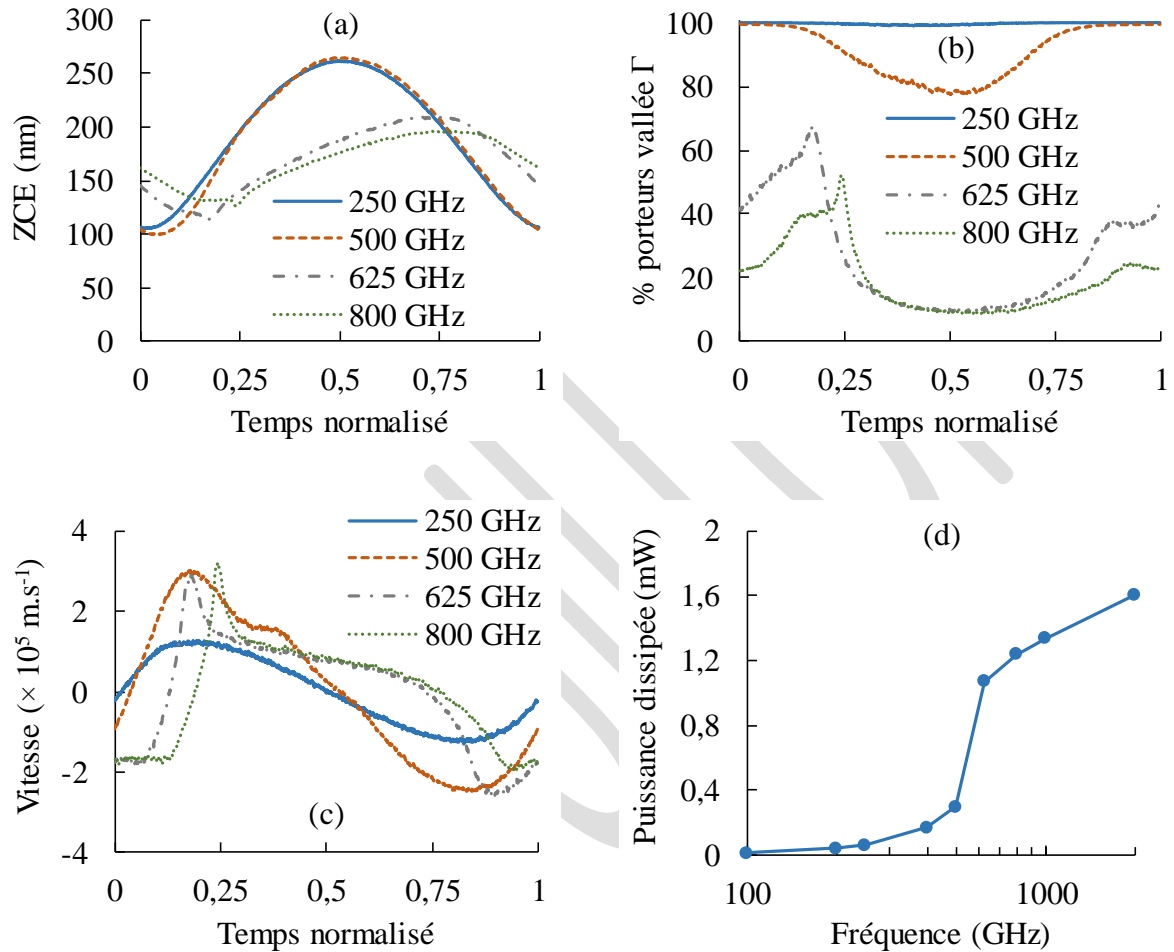 (a)
ZCE (nm)
300
250
200
150
100
50
0
250 GHz
500 GHz
625 GHz
800 GHz
0 0,25 0,5 0,75 1
Temps normalisé
(b)
% porteurs vallée Γ
100
80
60
40
20
0
250 GHz
500 GHz
625 GHz
800 GHz
0 0,25 0,5 0,75 1
Temps normalisé
(c)
Vitesse (× 10⁵ m.s⁻¹)
4
2
0
-2
-4
250 GHz
500 GHz
625 GHz
800 GHz
0 0,25 0,5 0,75 1
Temps normalisé
(d)
Puissance dissipée (mW)
2
1,6
1,2
0,8
0,4
0
100 1000
Fréquence (GHz)